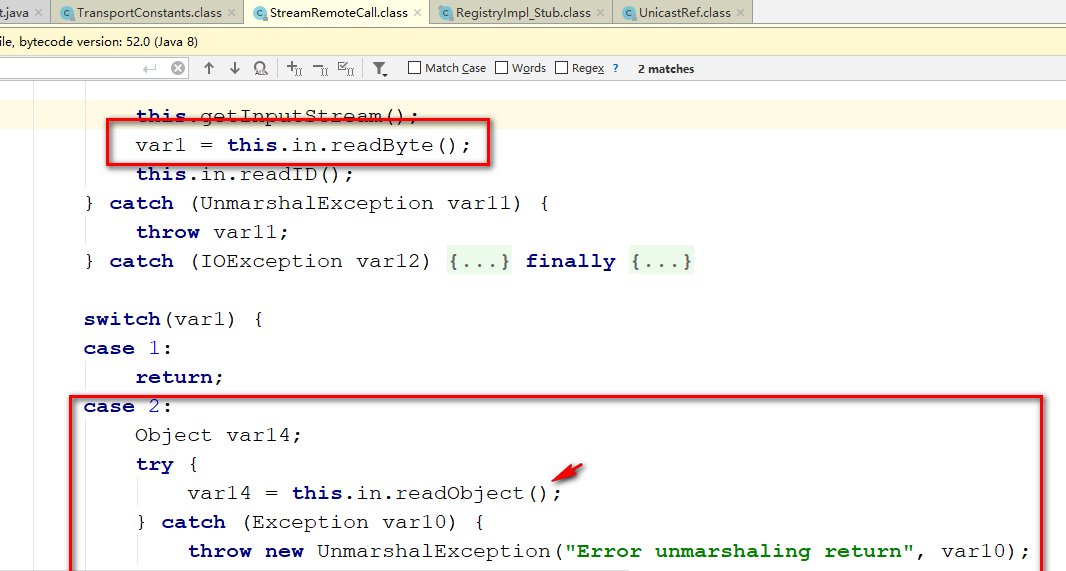 t.java × TransportConstants.class × StreamRemoteCall.class × RegistryImpl_Stub.class × UnicastRef.class ×
ile, bytecode version: 52.0 (Java 8)
Match Case Words Regex ? 2 matches
this.getInputStream();
var1 = this.in.readByte();
this.in.readID();
} catch (UnmarshalException var11) {
throw var11;
} catch (IOException var12) {...} finally {...}
switch(var1) {
case 1:
return;
case 2:
Object var14;
try {
var14 = this.in.readObject();
} catch (Exception var10) {
throw new UnmarshalException("Error unmarshaling return", var10);